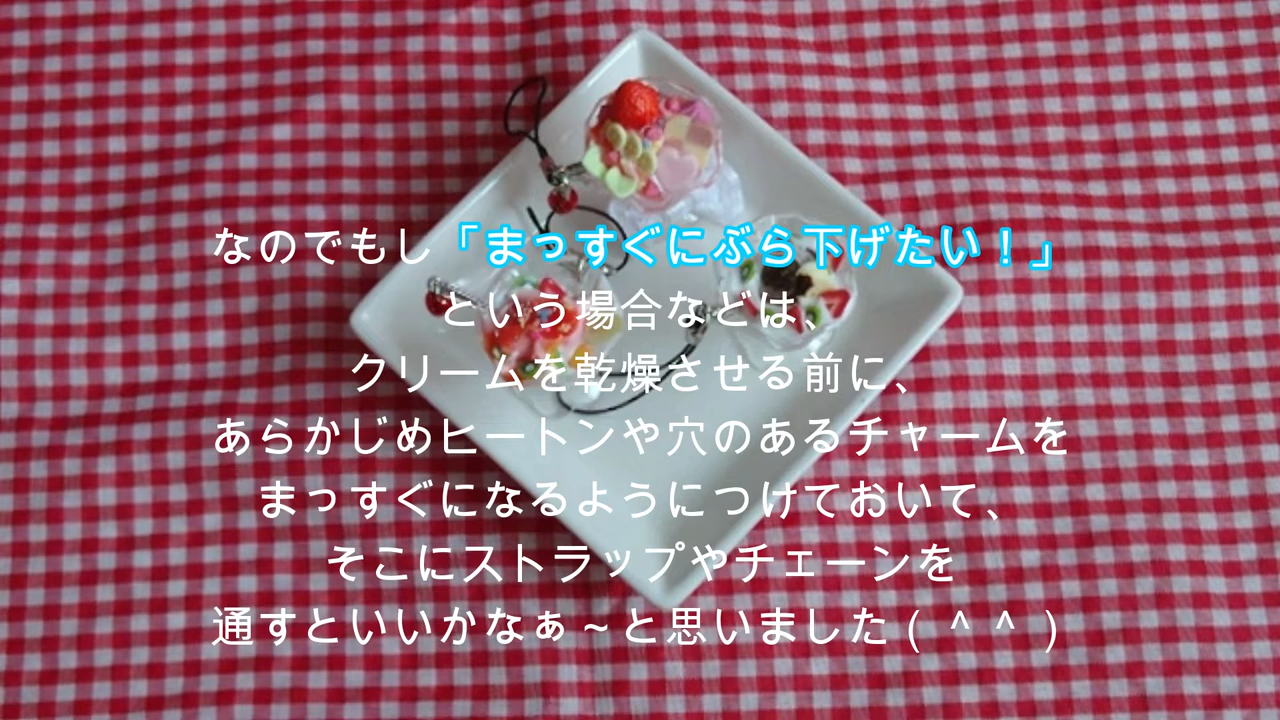 なのでもし「まっすぐにぶら下げたい！」
という場合などは、
クリームを乾燥させる前に、
あらかじめヒートンや穴のあるチャームを
まっすぐになるようにつけておいて、
そこにストラップやチェーンを
通すといいかなぁ～と思いました（＾＾）